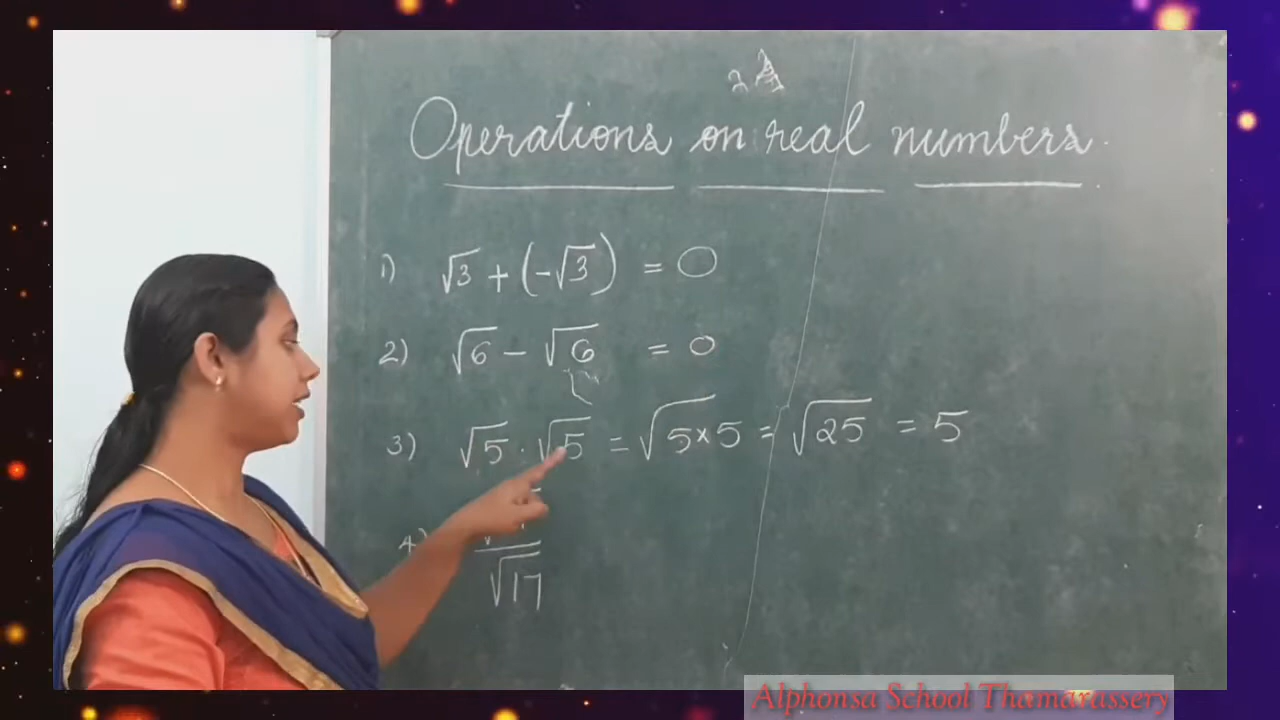 Operations on real numbers.
1) √3 + (-√3) = 0
2) √6 - √6 = 0
3) √5 · √5 = √5×5 = √25 = 5
4)
√17
Alphonsa School Thamarassery